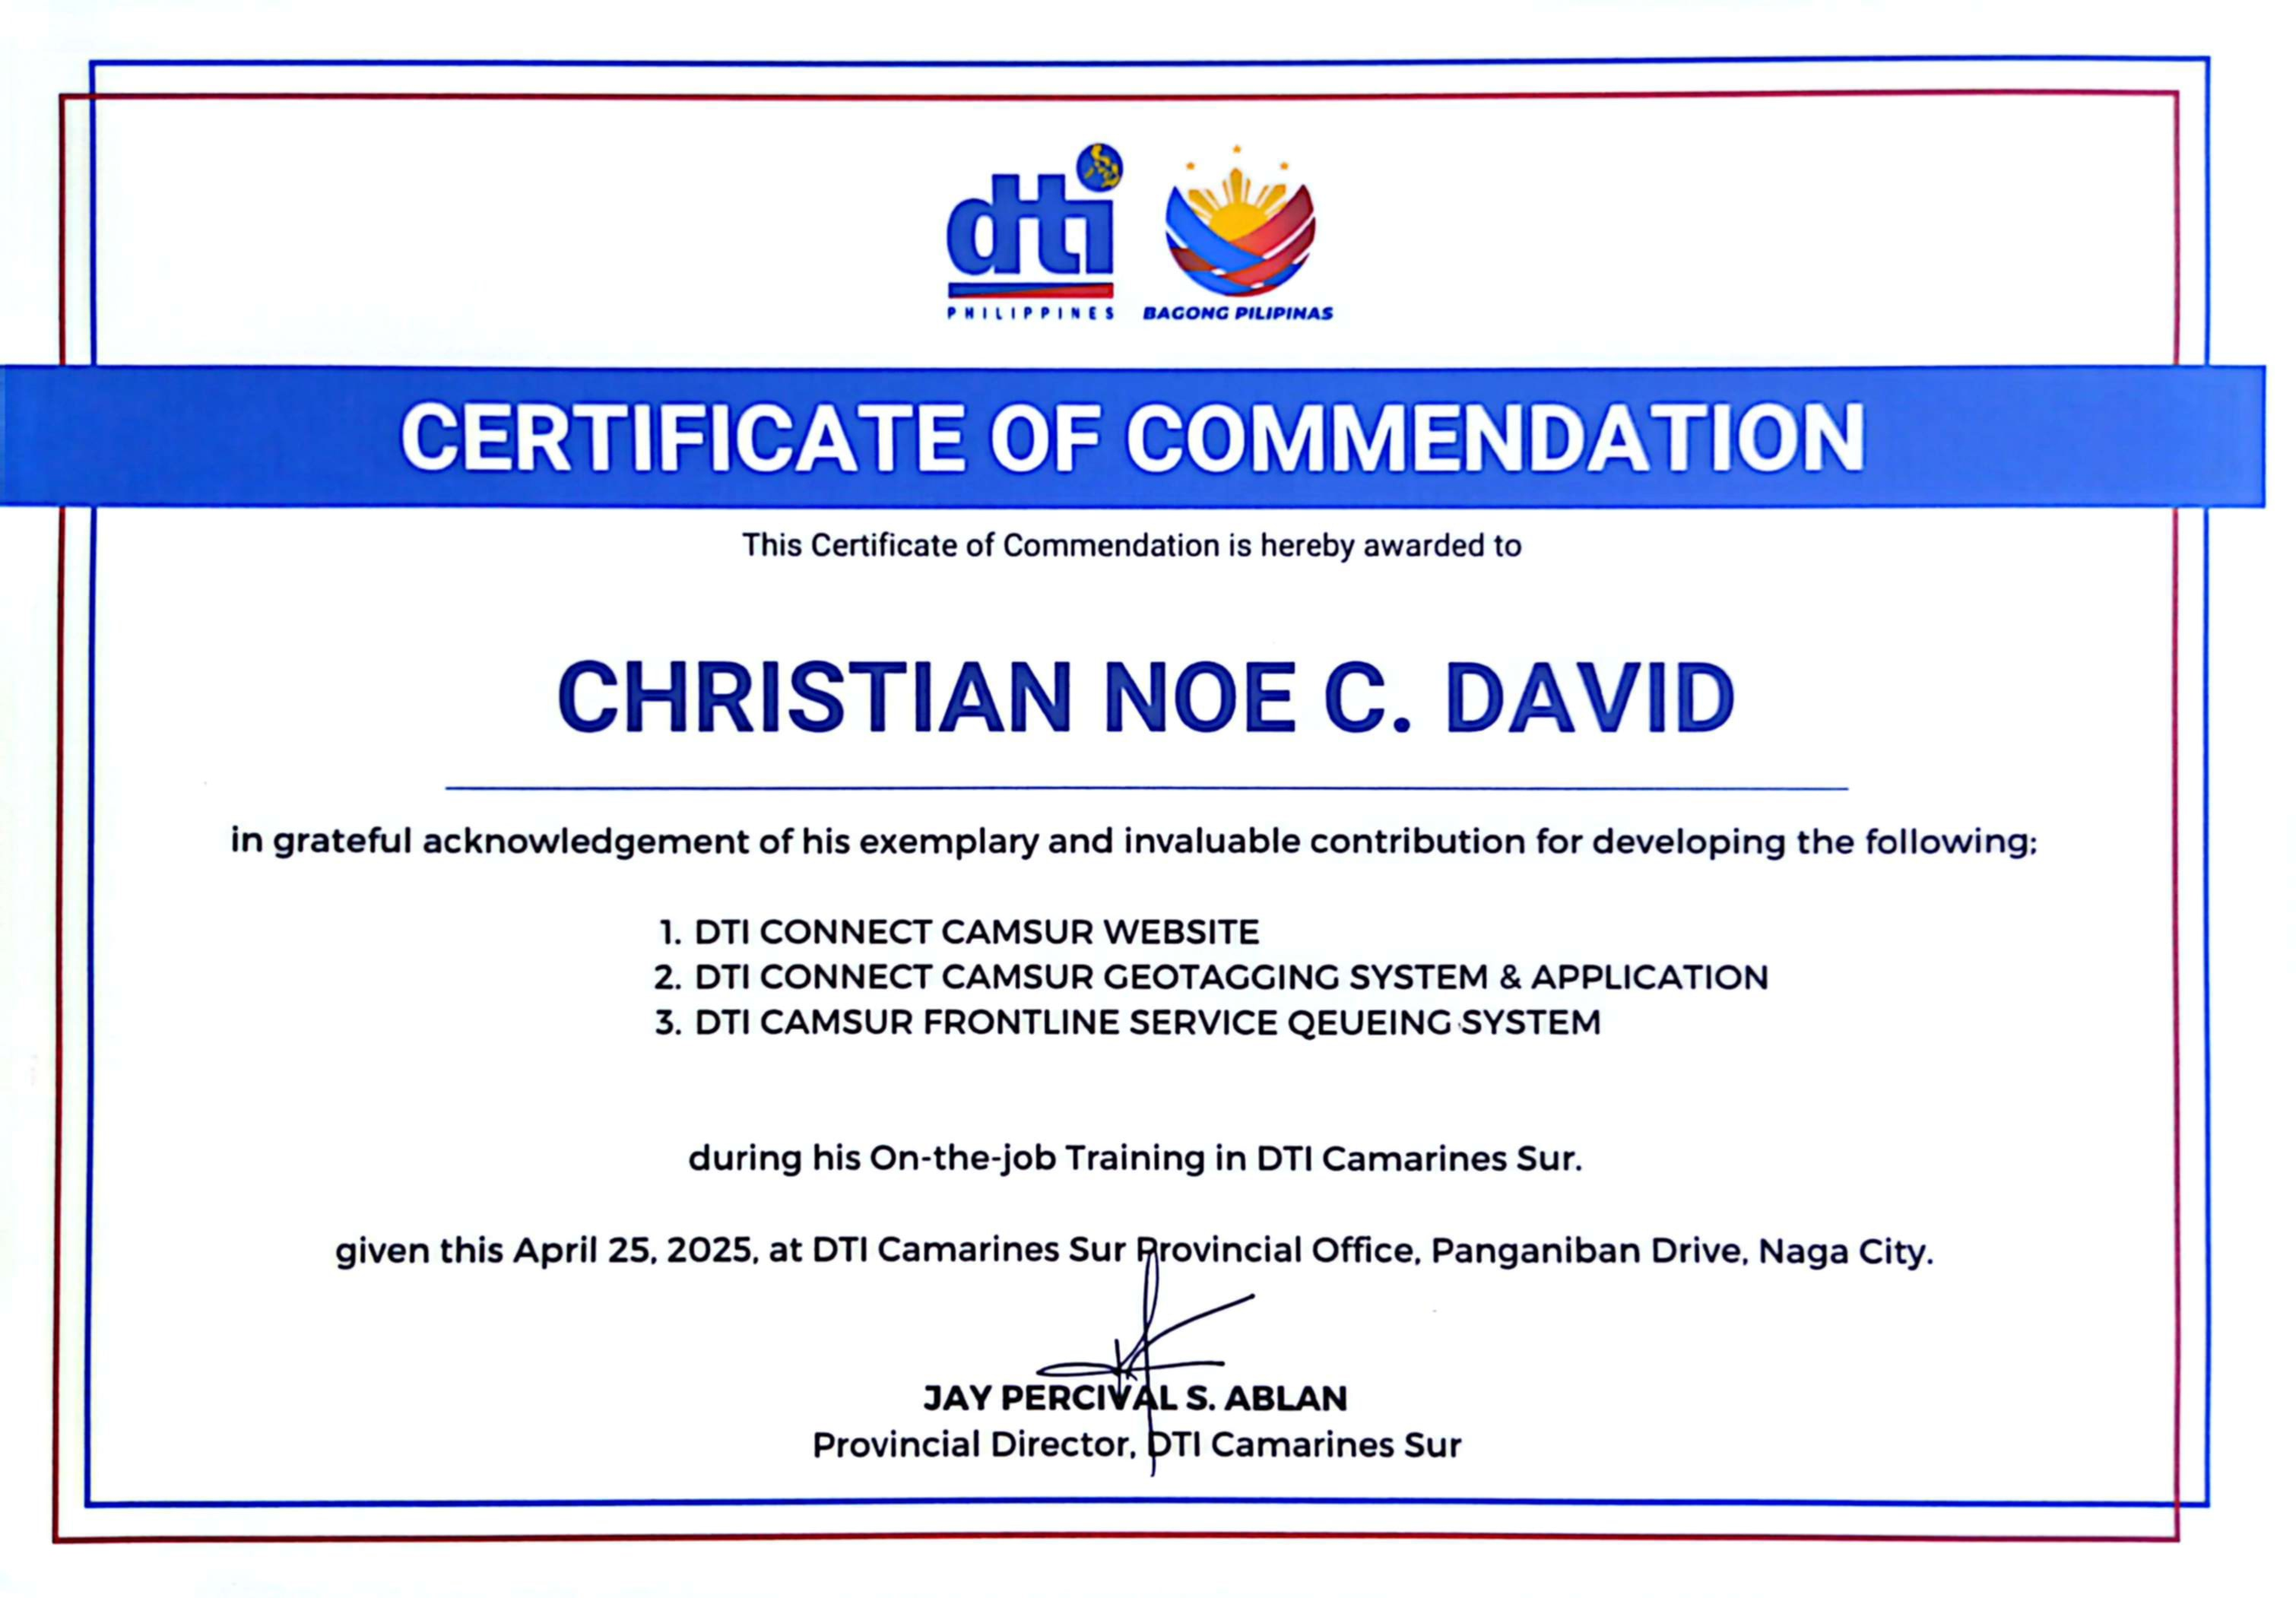 dti
PHILIPPINES
BAGONG PILIPINAS
CERTIFICATE OF COMMENDATION
This Certificate of Commendation is hereby awarded to
CHRISTIAN NOE C. DAVID
in grateful acknowledgement of his exemplary and invaluable contribution for developing the following;
1. DTI CONNECT CAMSUR WEBSITE
2. DTI CONNECT CAMSUR GEOTAGGING SYSTEM & APPLICATION
3. DTI CAMSUR FRONTLINE SERVICE QEUEING SYSTEM
during his On-the-job Training in DTI Camarines Sur.
given this April 25, 2025, at DTI Camarines Sur Provincial Office, Panganiban Drive, Naga City.
JAY PERCIVAL S. ABLAN
Provincial Director, DTI Camarines Sur